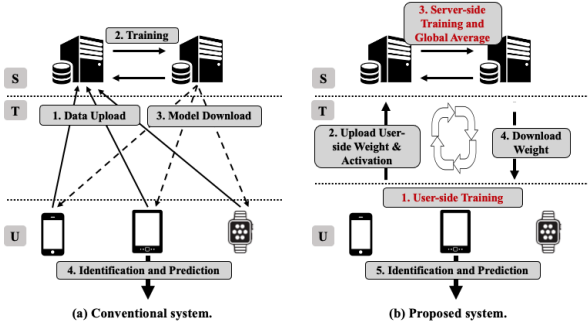 2. Training
S
T
1. Data Upload
3. Model Download
U
4. Identification and Prediction
(a) Conventional system.
3. Server-side
Training and
Global Average
S
T
2. Upload User-
side Weight &
Activation
4. Download
Weight
1. User-side Training
U
5. Identification and Prediction
(b) Proposed system.